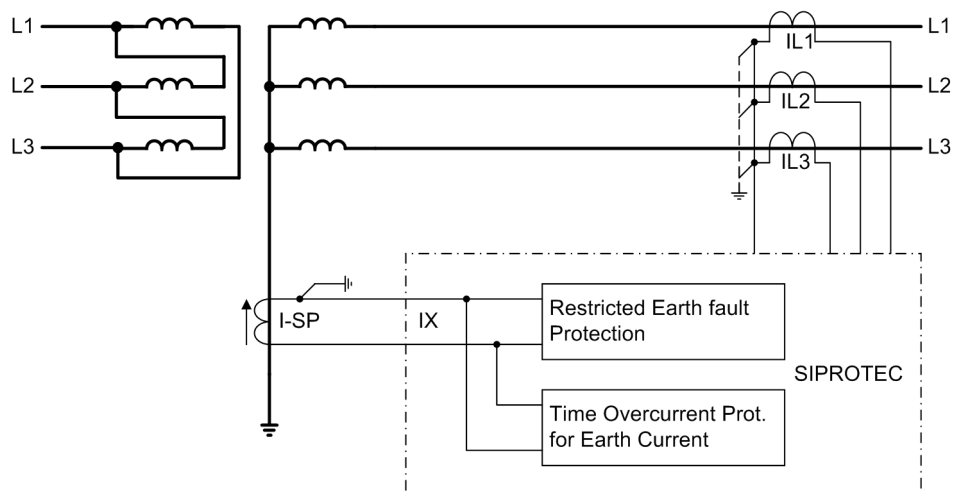 L1
L1
IL1
L2
L2
IL2
L3
L3
IL3
I-SP
IX
Restricted Earth fault
Protection
SIPROTEC
Time Overcurrent Prot.
for Earth Current